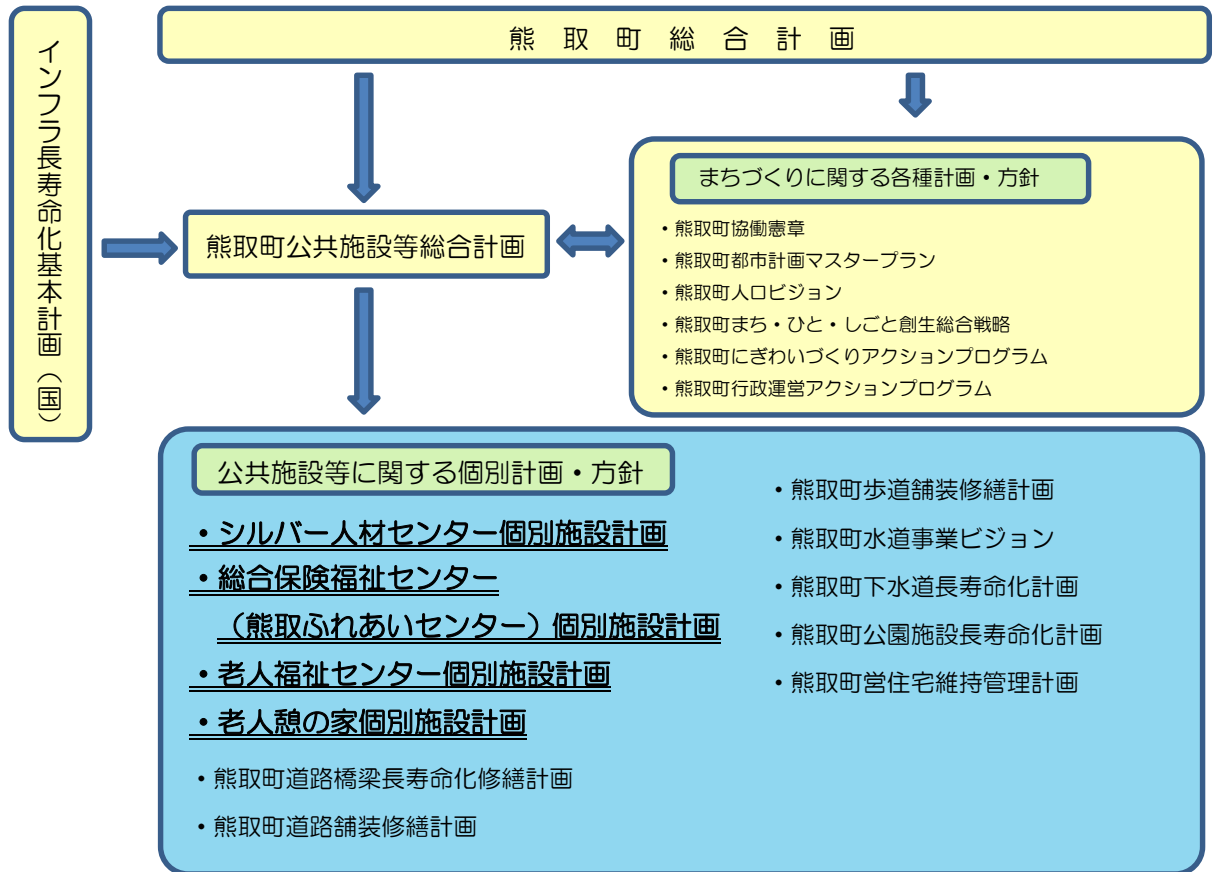 インフラ長寿命化基本計画（国）
熊取町総合計画
熊取町公共施設等総合計画
まちづくりに関する各種計画・方針
・熊取町協働憲章
・熊取町都市計画マスタープラン
・熊取町人口ビジョン
・熊取町まち・ひと・しごと創生総合戦略
・熊取町にぎわいづくりアクションプログラム
・熊取町行政運営アクションプログラム
公共施設等に関する個別計画・方針
・シルバー人材センター個別施設計画
・総合保険福祉センター
（熊取ふれあいセンター）個別施設計画
・老人福祉センター個別施設計画
・老人憩の家個別施設計画
・熊取町道路橋梁長寿命化修繕計画
・熊取町道路舗装修繕計画
・熊取町歩道舗装修繕計画
・熊取町水道事業ビジョン
・熊取町下水道長寿命化計画
・熊取町公園施設長寿命化計画
・熊取町営住宅維持管理計画